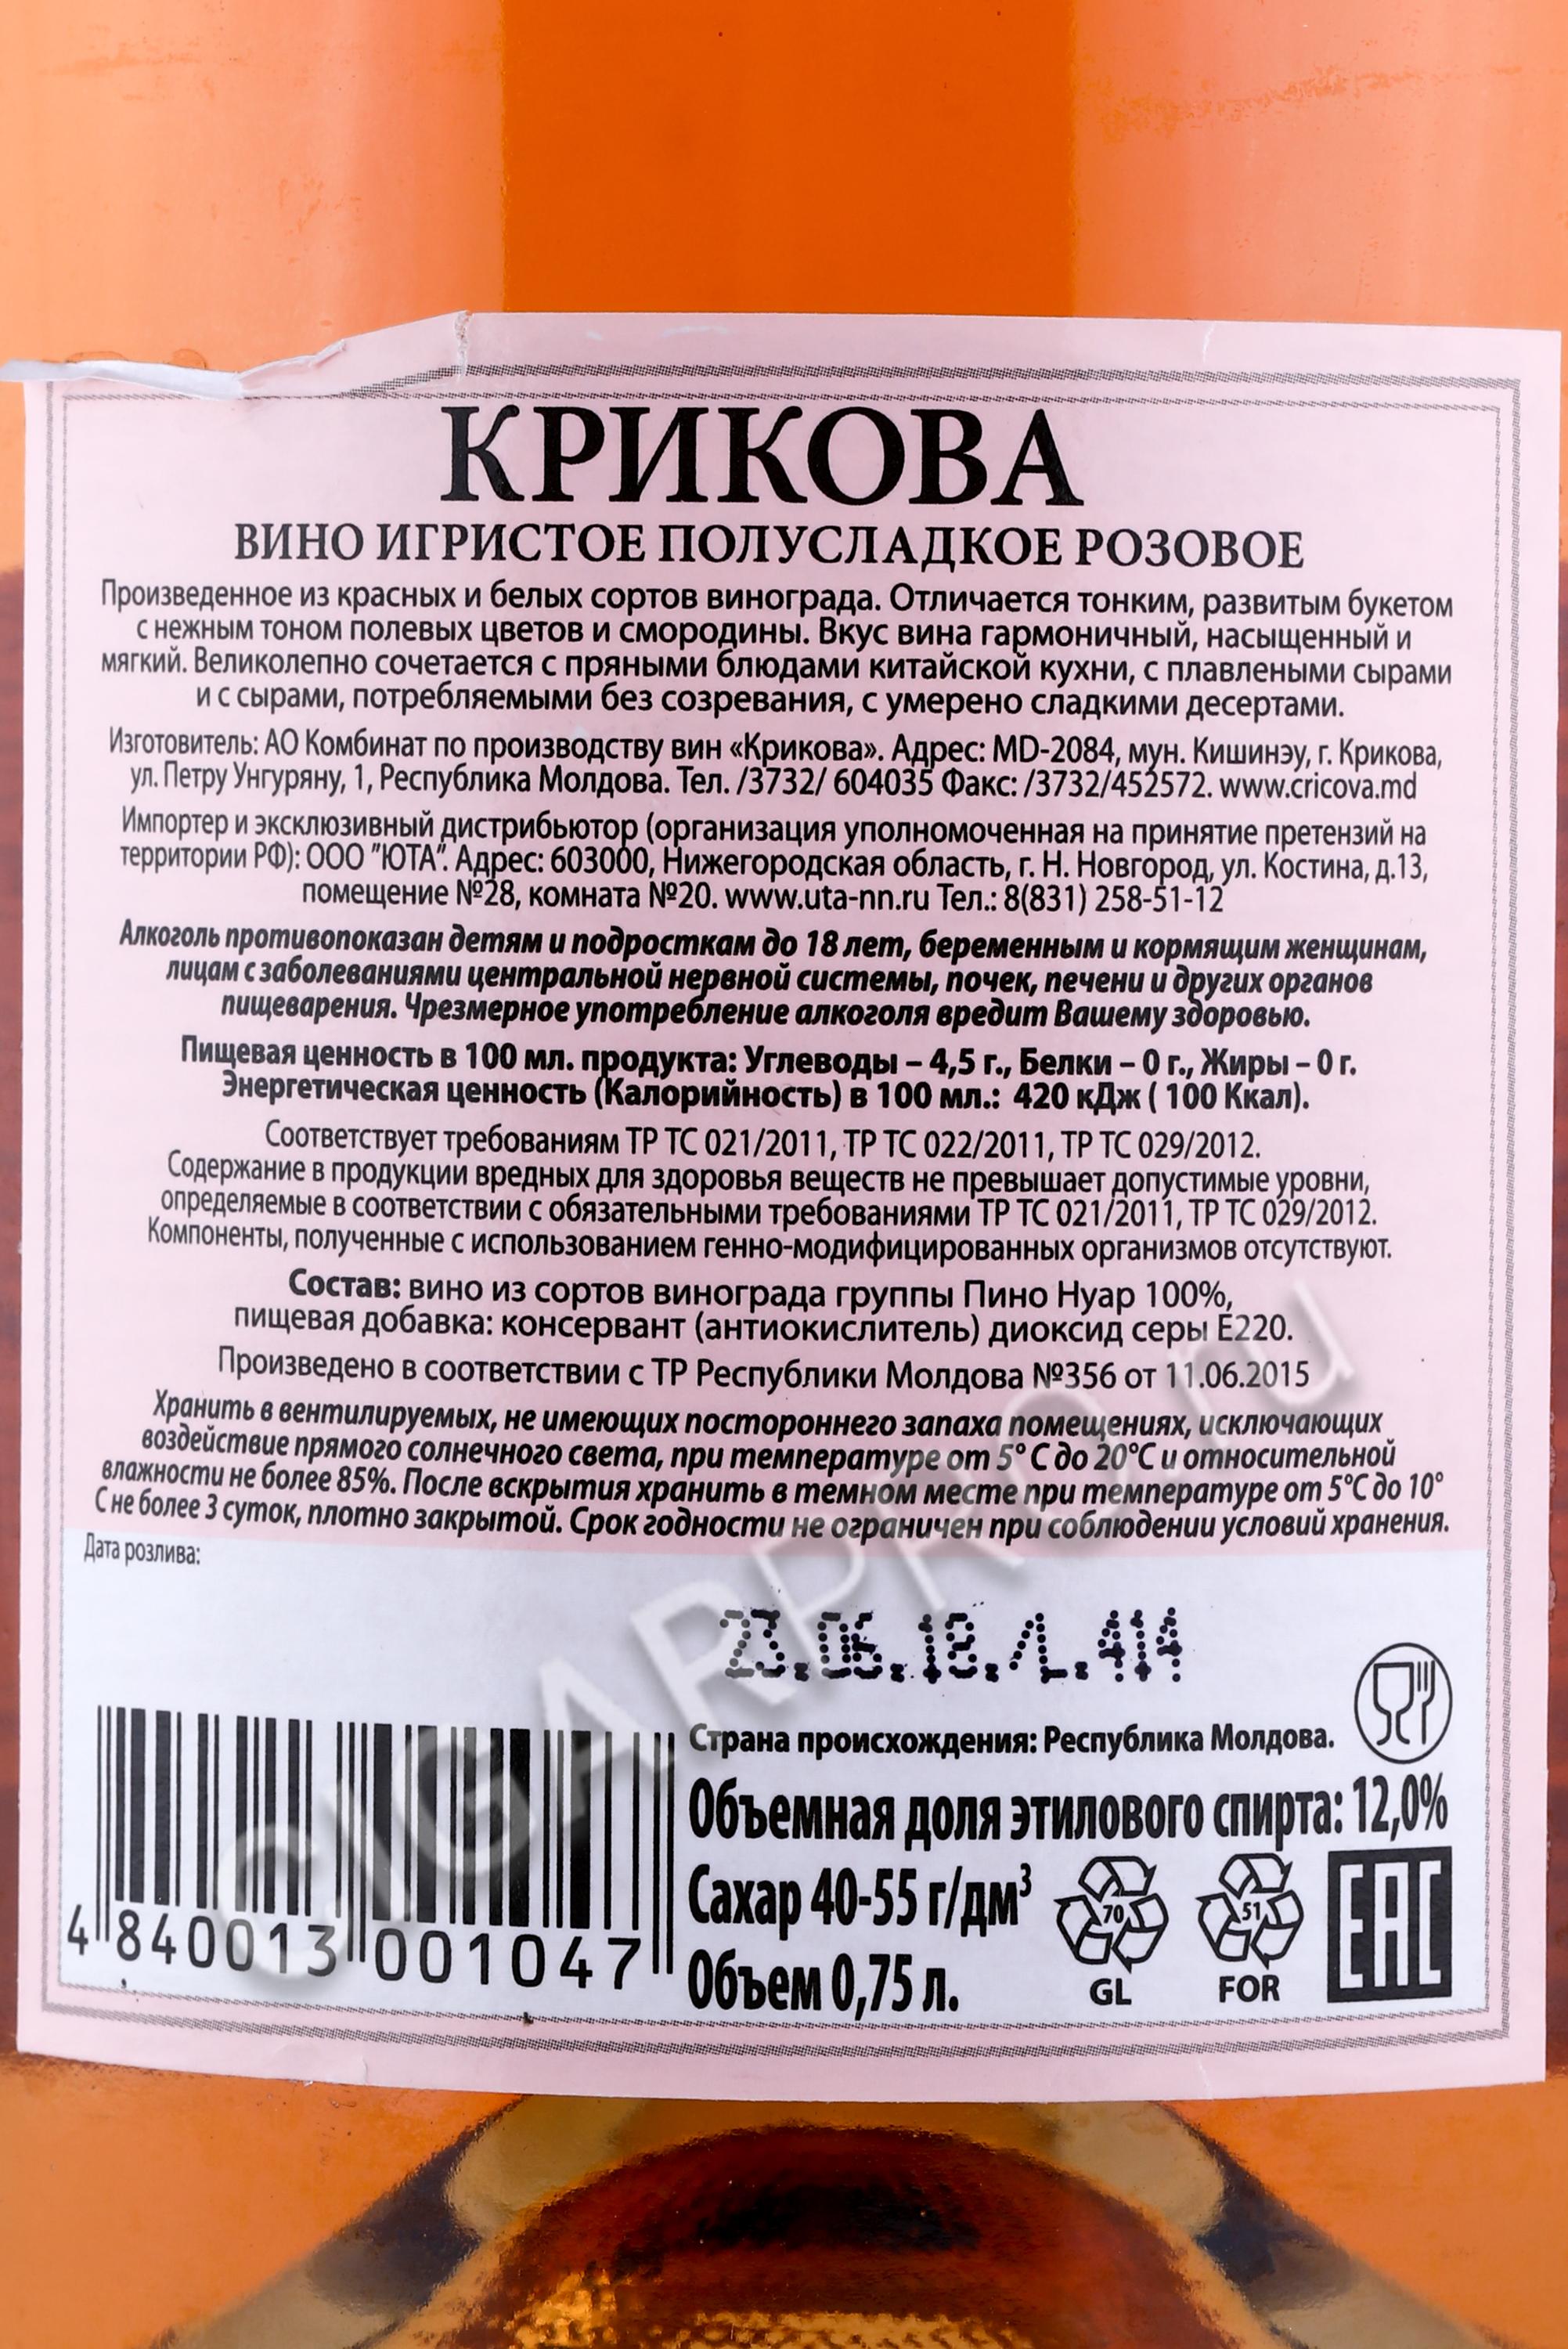 КРИКОВА
ВИНО ИГРИСТОЕ ПОЛУСЛАДКОЕ РОЗОВОЕ
Произведенное из красных и белых сортов винограда. Отличается тонким, развитым букетом
с нежным тоном полевых цветов и смородины. Вкус вина гармоничный, насыщенный и
мягкий. Великолепно сочетается с пряными блюдами китайской кухни, с плавлеными сырами
и с сырами, потребляемыми без созревания, с умерено сладкими десертами.
Изготовитель: АО Комбинат по производству вин «Крикова». Адрес: MD-2084, мун. Кишинэу, г. Крикова,
ул. Петру Унгуряну, 1, Республика Молдова. Тел. /3732/ 604035 Факс: /3732/452572. www.cricova.md
Импортер и эксклюзивный дистрибьютор (организация уполномоченная на принятие претензий на
территории РФ): ООО "ЮТА". Адрес: 603000, Нижегородская область, г. Н. Новгород, ул. Костина, д.13,
помещение №28, комната №20. www.uta-nn.ru Тел.: 8(831) 258-51-12
Алкоголь противопоказан детям и подросткам до 18 лет, беременным и кормящим женщинам,
лицам с заболеваниями центральной нервной системы, почек, печени и других органов
пищеварения. Чрезмерное употребление алкоголя вредит Вашему здоровью.
Пищевая ценность в 100 мл. продукта: Углеводы – 4,5 г., Белки – 0 г., Жиры – 0 г.
Энергетическая ценность (Калорийность) в 100 мл.: 420 кДж ( 100 Ккал).
Соответствует требованиям ТР ТС 021/2011, ТР ТС 022/2011, ТР ТС 029/2012.
Содержание в продукции вредных для здоровья веществ не превышает допустимые уровни,
определяемые в соответствии с обязательными требованиями ТР ТС 021/2011, ТР ТС 029/2012.
Компоненты, полученные с использованием генно-модифицированных организмов отсутствуют.
Состав: вино из сортов винограда группы Пино Нуар 100%,
пищевая добавка: консервант (антиокислитель) диоксид серы Е220.
Произведено в соответствии с ТР Республики Молдова №356 от 11.06.2015
Хранить в вентилируемых, не имеющих постороннего запаха помещениях, исключающих
воздействие прямого солнечного света, при температуре от 5° С до 20°С и относительной
влажности не более 85%. После вскрытия хранить в темном месте при температуре от 5°С до 10°
С не более 3 суток, плотно закрытой. Срок годности не ограничен при соблюдении условий хранения.
Дата розлива:
23.06.18./L.414
Страна происхождения: Республика Молдова.
Объемная доля этилового спирта: 12,0%
Сахар 40-55 г/дм³
Объем 0,75 л.
70
GL
51
FOR
EAC
4 840013 001047
CIGARPRO.ru